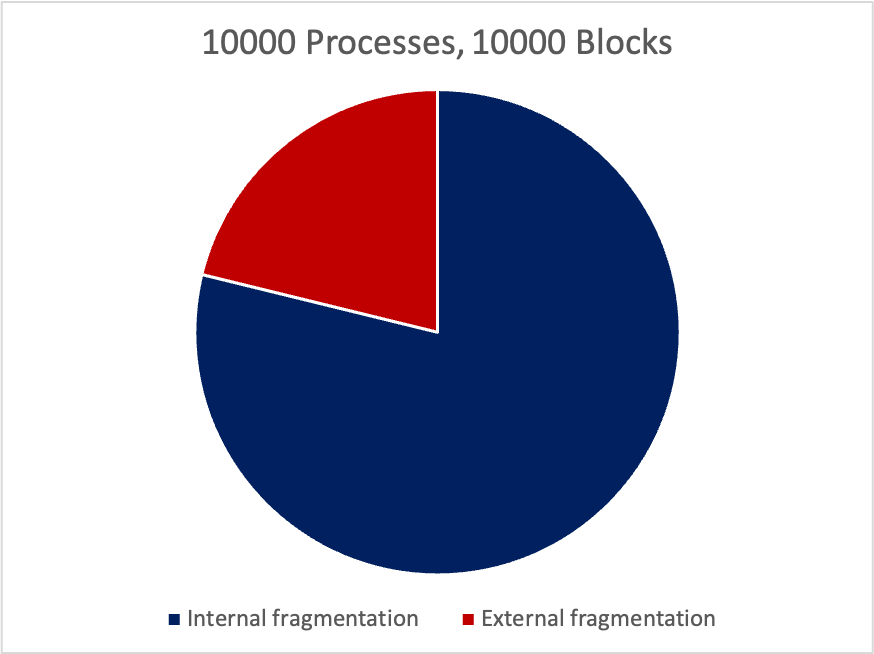 10000 Processes, 10000 Blocks
Internal fragmentation External fragmentation